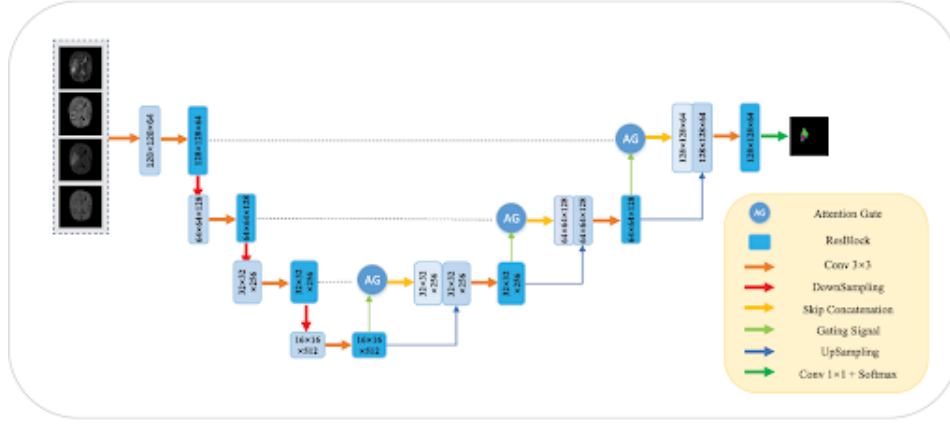 128×128×64
128×128×64
64×64×128
64×64×128
32×32
×256
32×32
×256
16×16
×512
16×16
×512
AG
32×32
×256
32×32
×256
32×32
×256
AG
64×64×128
64×64×128
64×64×128
AG
128×128×64
128×128×64
128×128×64
AG
Attention Gate
ResBlock
Conv 3×3
DownSampling
Skip Concatenation
Gating Signal
UpSampling
Conv 1×1 + Softmax